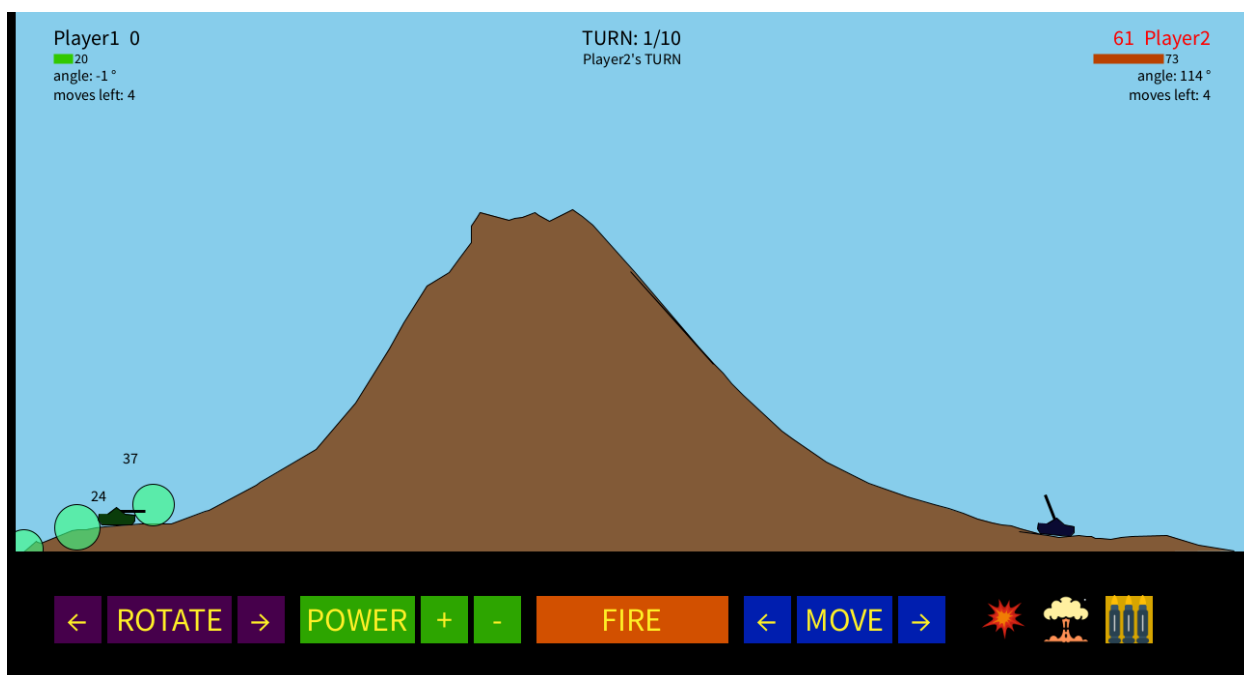 Player1 0
20
angle: -1 °
moves left: 4
TURN: 1/10
Player2's TURN
61 Player2
73
angle: 114 °
moves left: 4
37
24
← ROTATE → POWER + - FIRE ← MOVE →